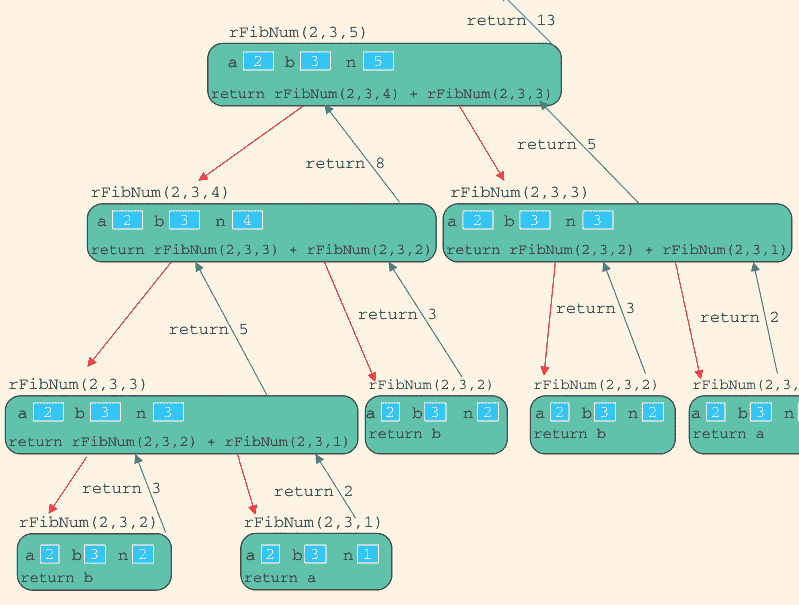 return 13
rFibNum(2,3,5)
a 2 b 3 n 5
return rFibNum(2,3,4) + rFibNum(2,3,3)
return 8
return 5
rFibNum(2,3,4)
a 2 b 3 n 4
return rFibNum(2,3,3) + rFibNum(2,3,2)
rFibNum(2,3,3)
a 2 b 3 n 3
return rFibNum(2,3,2) + rFibNum(2,3,1)
return 5
return 3
return 3
return 2
rFibNum(2,3,3)
a 2 b 3 n 3
return rFibNum(2,3,2) + rFibNum(2,3,1)
rFibNum(2,3,2)
a 2 b 3 n 2
return b
rFibNum(2,3,2)
a 2 b 3 n 2
return b
rFibNum(2,3,
a 2 b 3 n
return a
return 3
return 2
rFibNum(2,3,2)
a 2 b 3 n 2
return b
rFibNum(2,3,1)
a 2 b 3 n 1
return a